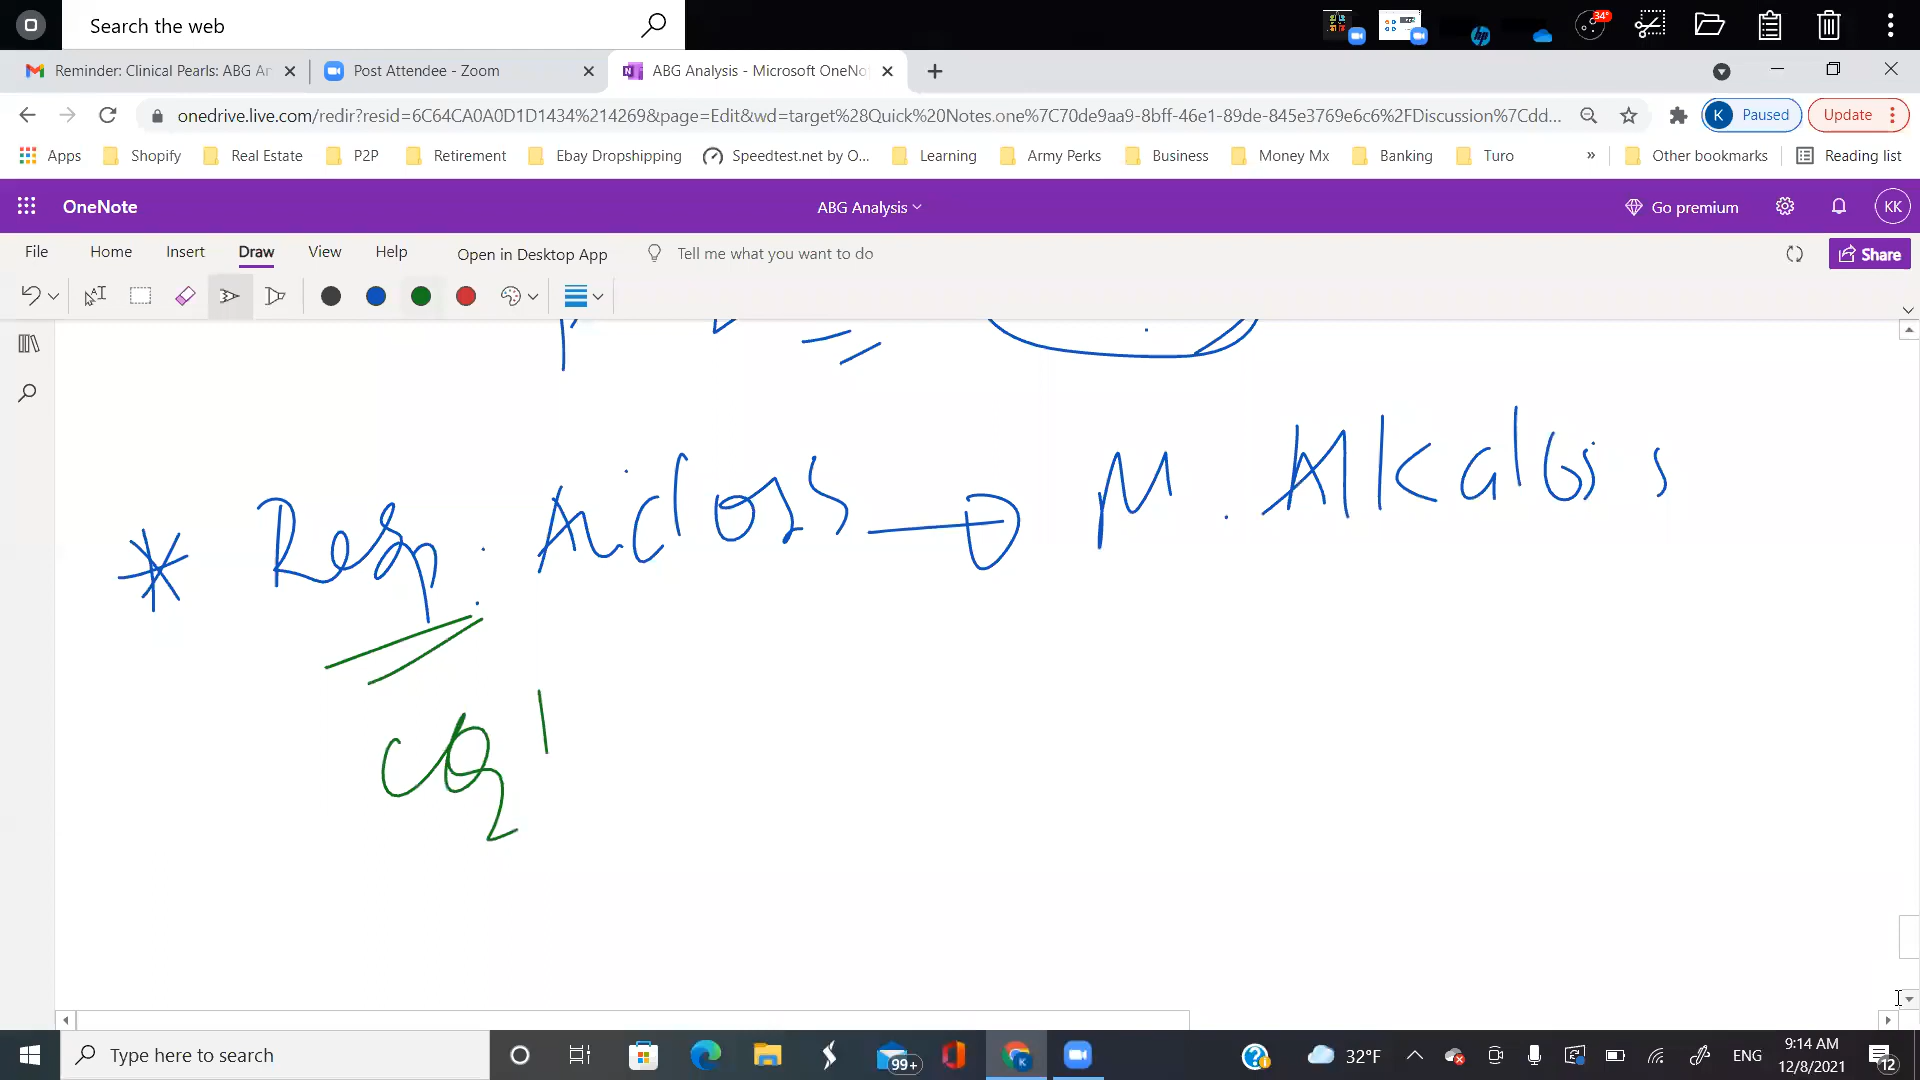 Search the web
34°
Reminder: Clinical Pearls: ABG An
Post Attendee - Zoom
ABG Analysis - Microsoft OneNo
onedrive.live.com/redir?resid=6C64CA0A0D1D1434%214269&page=Edit&wd=target%28Quick%20Notes.one%7C70de9aa9-8bff-46e1-89de-845e3769e6c6%2FDiscussion%7Cdd...
K Paused
Update
Apps
Shopify
Real Estate
P2P
Retirement
Ebay Dropshipping
Speedtest.net by O...
Learning
Army Perks
Business
Money Mx
Banking
Turo
»
Other bookmarks
Reading list
OneNote
ABG Analysis
Go premium
KK
File Home Insert Draw View Help Open in Desktop App Tell me what you want to do
Share
* Resp. Acidosis → M. Alkalosis
CO2
Type here to search
99+
32°F
ENG
9:14 AM
12/8/2021
12